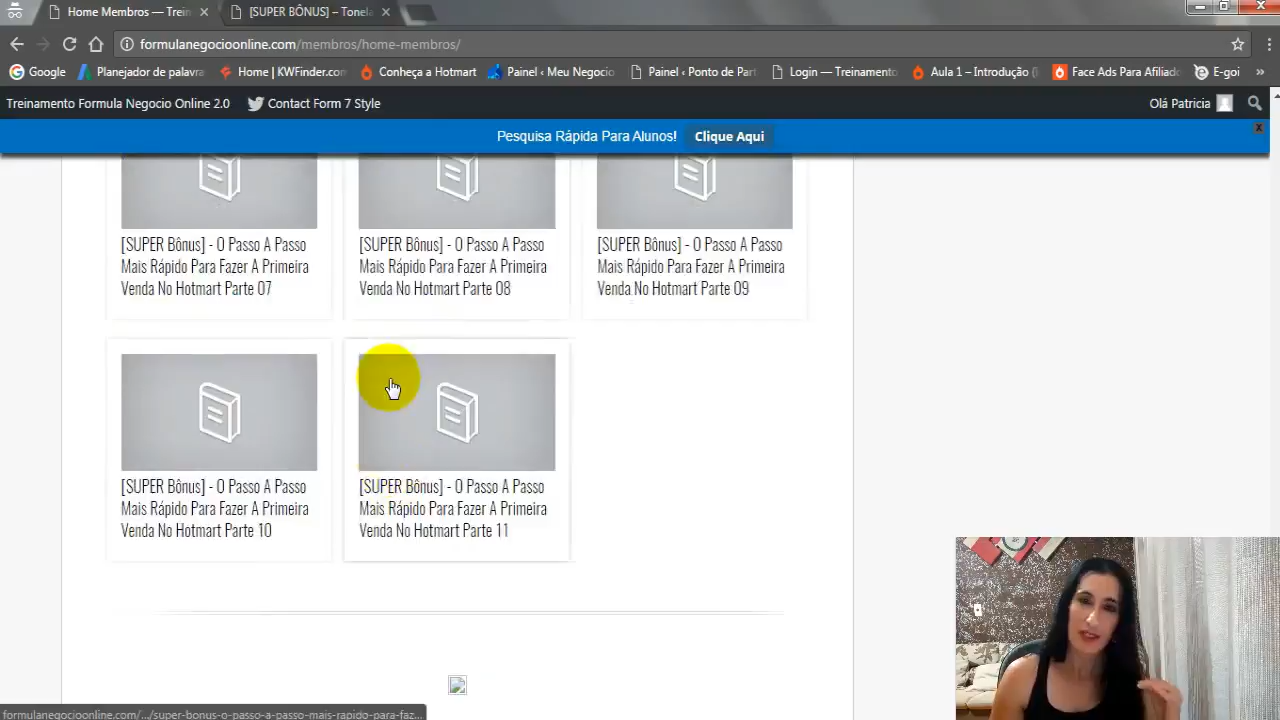 Home Membros — Trein
[SUPER BÔNUS] – Tonela
formulanegocioonline.com/membros/home-membros/
Google
Planejador de palavra
Home | KWFinder.com
Conheça a Hotmart
Painel ‹ Meu Negocio
Painel ‹ Ponto de Part
Login — Treinamento
Aula 1 – Introdução (
Face Ads Para Afiliado
E-goi
»
Treinamento Formula Negocio Online 2.0
Contact Form 7 Style
Olá Patricia
Pesquisa Rápida Para Alunos!
Clique Aqui
x
[SUPER Bônus] - O Passo A Passo
Mais Rápido Para Fazer A Primeira
Venda No Hotmart Parte 07
[SUPER Bônus] - O Passo A Passo
Mais Rápido Para Fazer A Primeira
Venda No Hotmart Parte 08
[SUPER Bônus] - O Passo A Passo
Mais Rápido Para Fazer A Primeira
Venda No Hotmart Parte 09
[SUPER Bônus] - O Passo A Passo
Mais Rápido Para Fazer A Primeira
Venda No Hotmart Parte 10
[SUPER Bônus] - O Passo A Passo
Mais Rápido Para Fazer A Primeira
Venda No Hotmart Parte 11
formulanegocioonline.com/.../super-bonus-o-passo-a-passo-mais-rapido-para-faz...